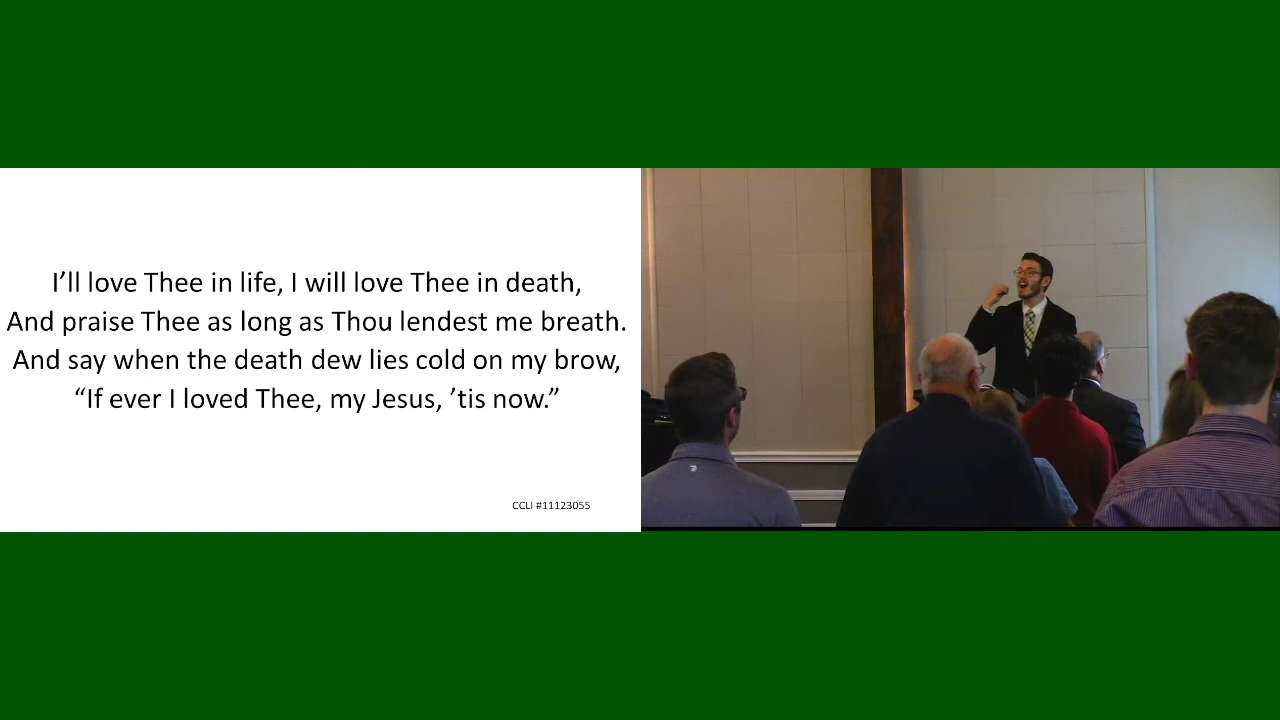 I’ll love Thee in life, I will love Thee in death,
And praise Thee as long as Thou lendest me breath.
And say when the death dew lies cold on my brow,
“If ever I loved Thee, my Jesus, ’tis now.”
CCLI #11123055